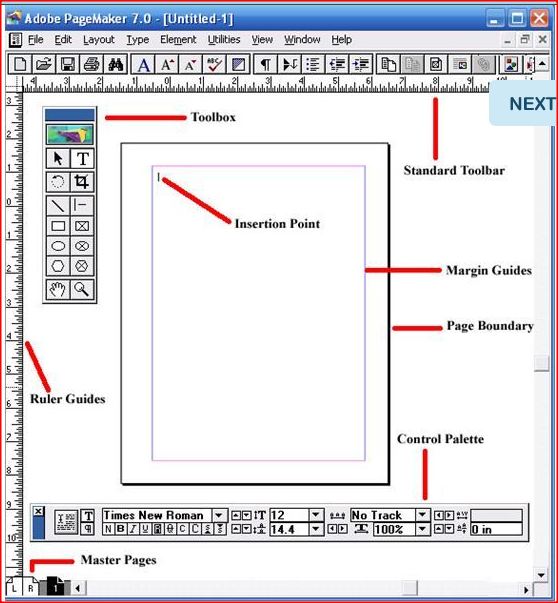 Adobe PageMaker 7.0 - [Untitled-1]
File Edit Layout Type Element Utilities View Window Help
NEXT
Toolbox
Standard Toolbar
T
Insertion Point
Margin Guides
Page Boundary
Ruler Guides
Control Palette
T Times New Roman T 12 No Track
¶ N B I U R S C C S S 14.4 100% 0 in
Master Pages
L R 1